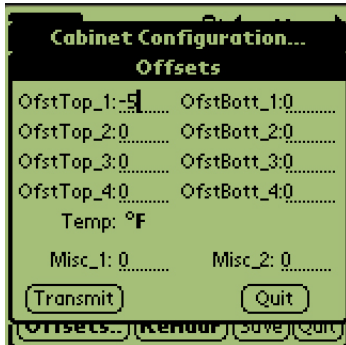 Cabinet Configuration...
Offsets
OfstTop_1:-5 OfstBott_1:0
OfstTop_2:0 OfstBott_2:0
OfstTop_3:0 OfstBott_3:0
OfstTop_4:0 OfstBott_4:0
Temp: °F
Misc_1: 0 Misc_2: 0
Transmit Quit
Offsets.. Save Quit